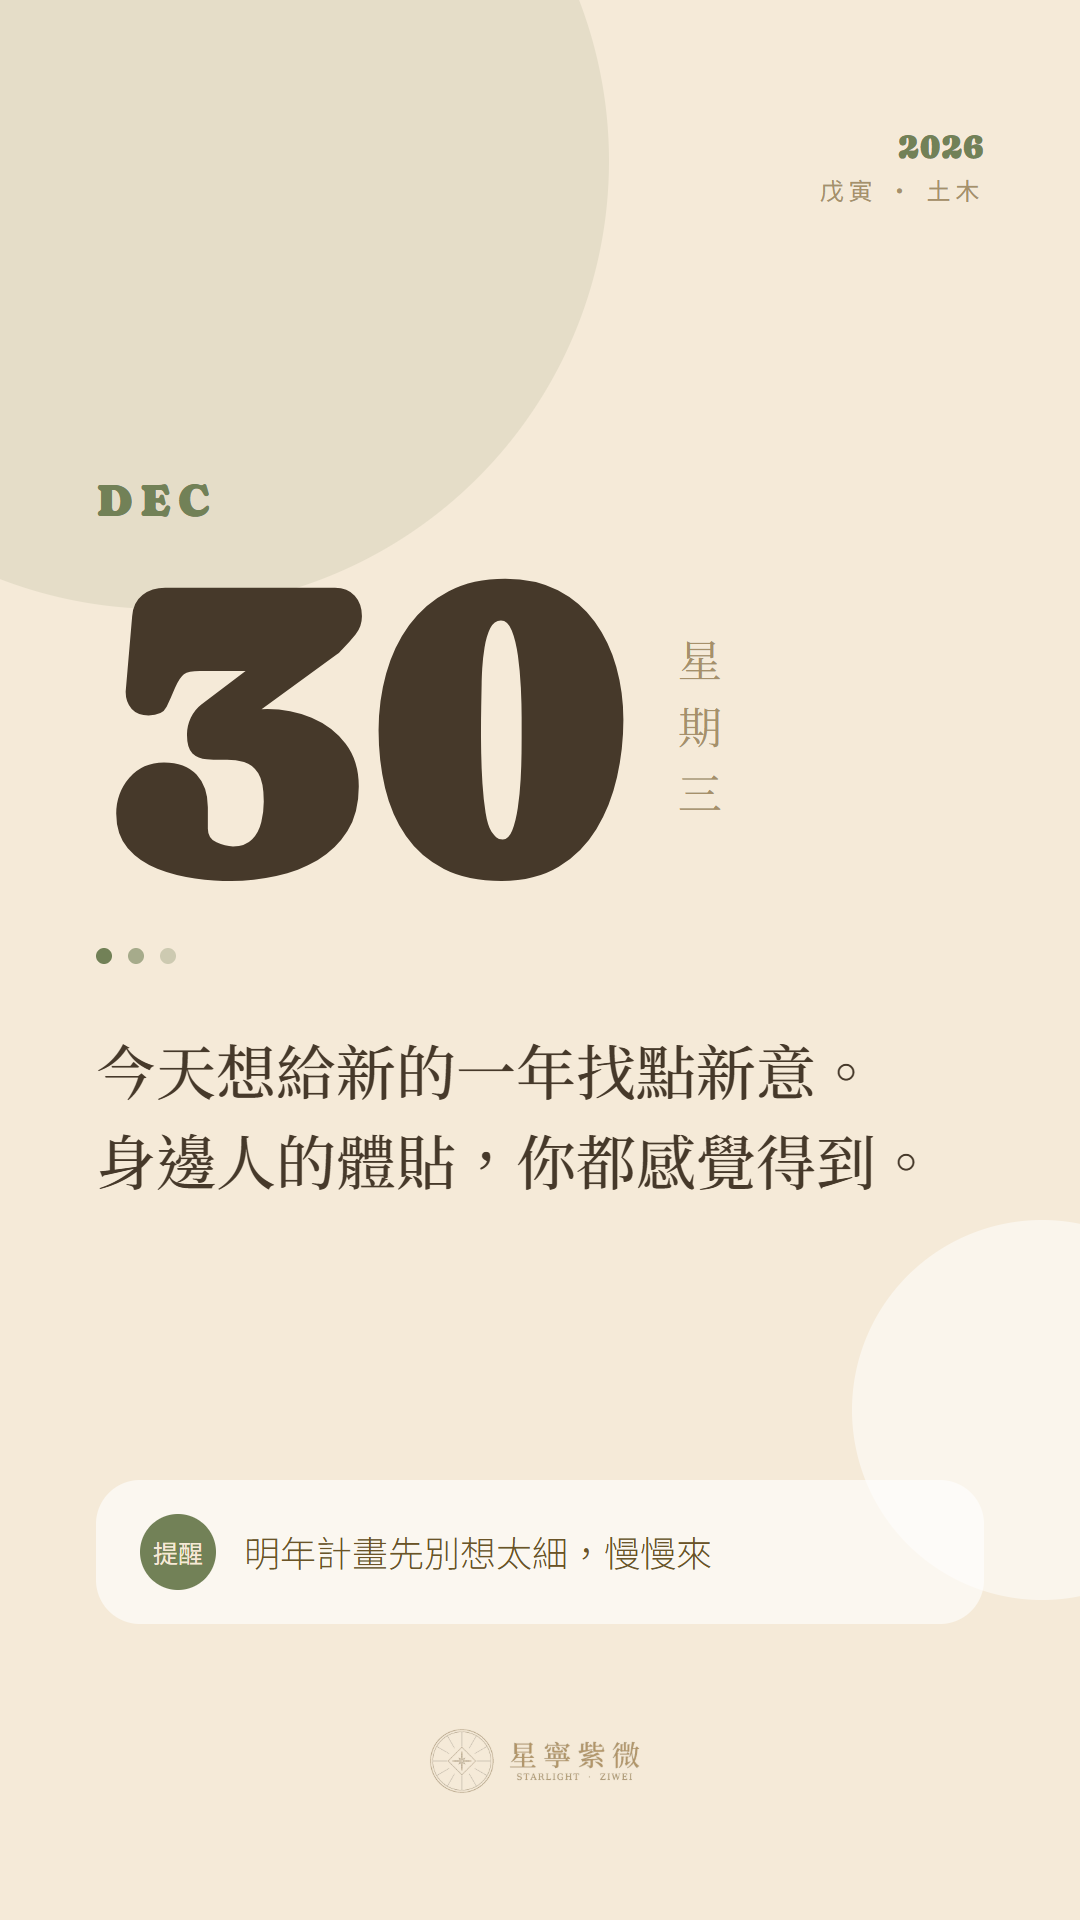 2026
戊寅 · 土木
DEC
30
星期三
今天想給新的一年找點新意。
身邊人的體貼，你都感覺得到。
提醒
明年計畫先別想太細，慢慢來
星寧紫微
STARLIGHT · ZIWEI